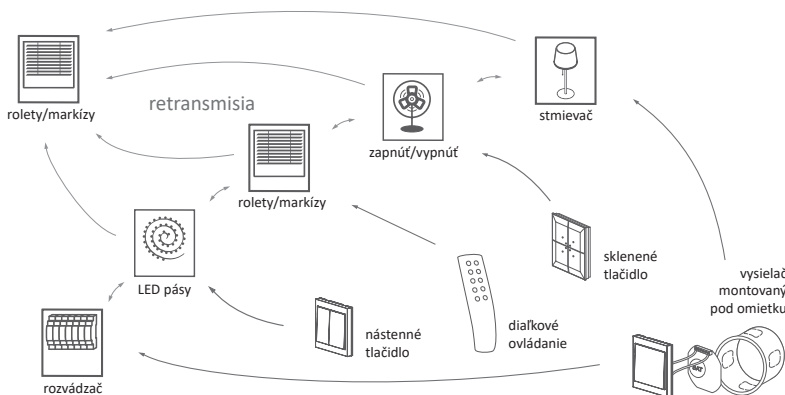 rolety/markízy
retransmisia
zapnúť/vypnúť
stmievač
rolety/markízy
LED pásy
sklenené
tlačidlo
vysielač
montovaný
pod omietku
nástenné
tlačidlo
diaľkové
ovládanie
rozvádzač
BAT